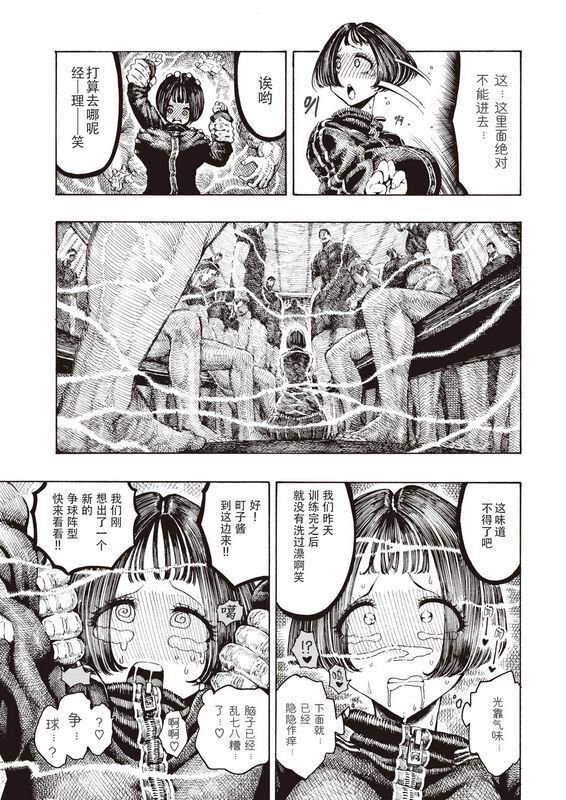 这…这里面绝对
不能进去…
诶哟
打算去哪呢
经—理—笑
这味道
不得了吧
我们昨天
训练完之后
就没有洗过澡啊笑
光靠气味…
下面就…
已经
隐隐作痒…
!?
好！
町子酱
到这边来!!
我们刚
想出了一个
新的
争球阵型
快来看看!!
噶
脑子已经…
乱七八糟
了…♡
啊啊♡
?♡
争…
球…？